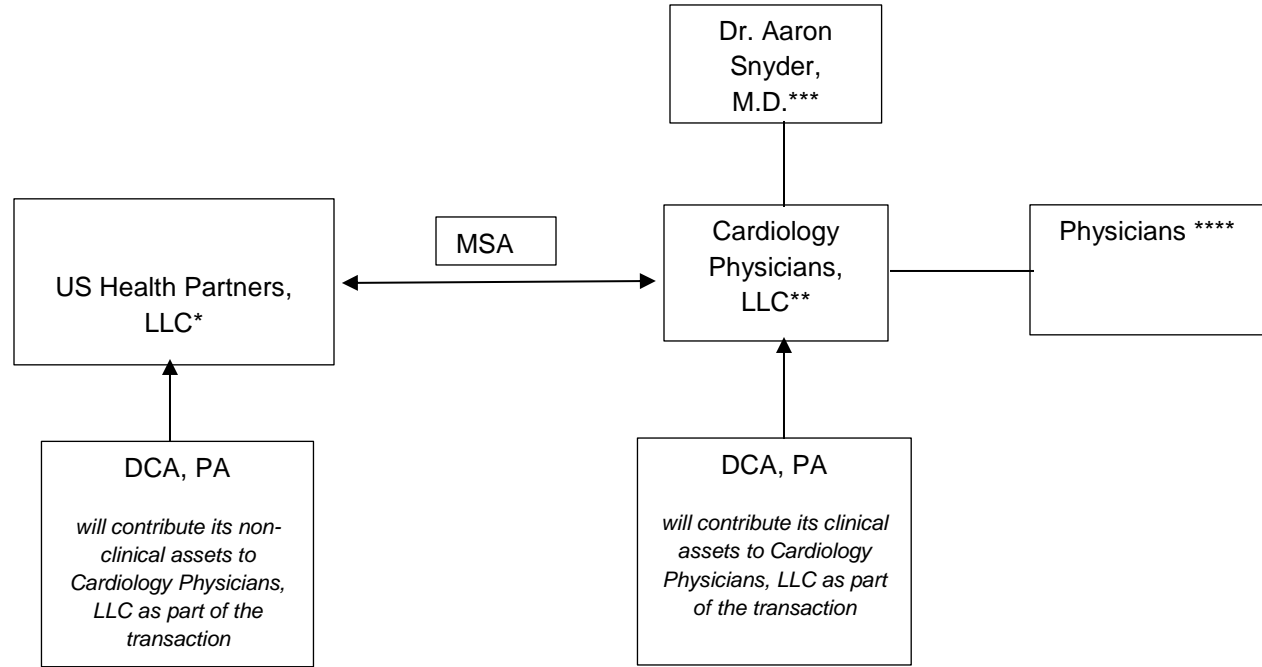 Dr. Aaron
Snyder,
M.D.***
US Health Partners,
LLC*
MSA
Cardiology
Physicians,
LLC**
Physicians ****
DCA, PA
will contribute its non-
clinical assets to
Cardiology Physicians,
LLC as part of the
transaction
DCA, PA
will contribute its clinical
assets to Cardiology
Physicians, LLC as part
of the transaction